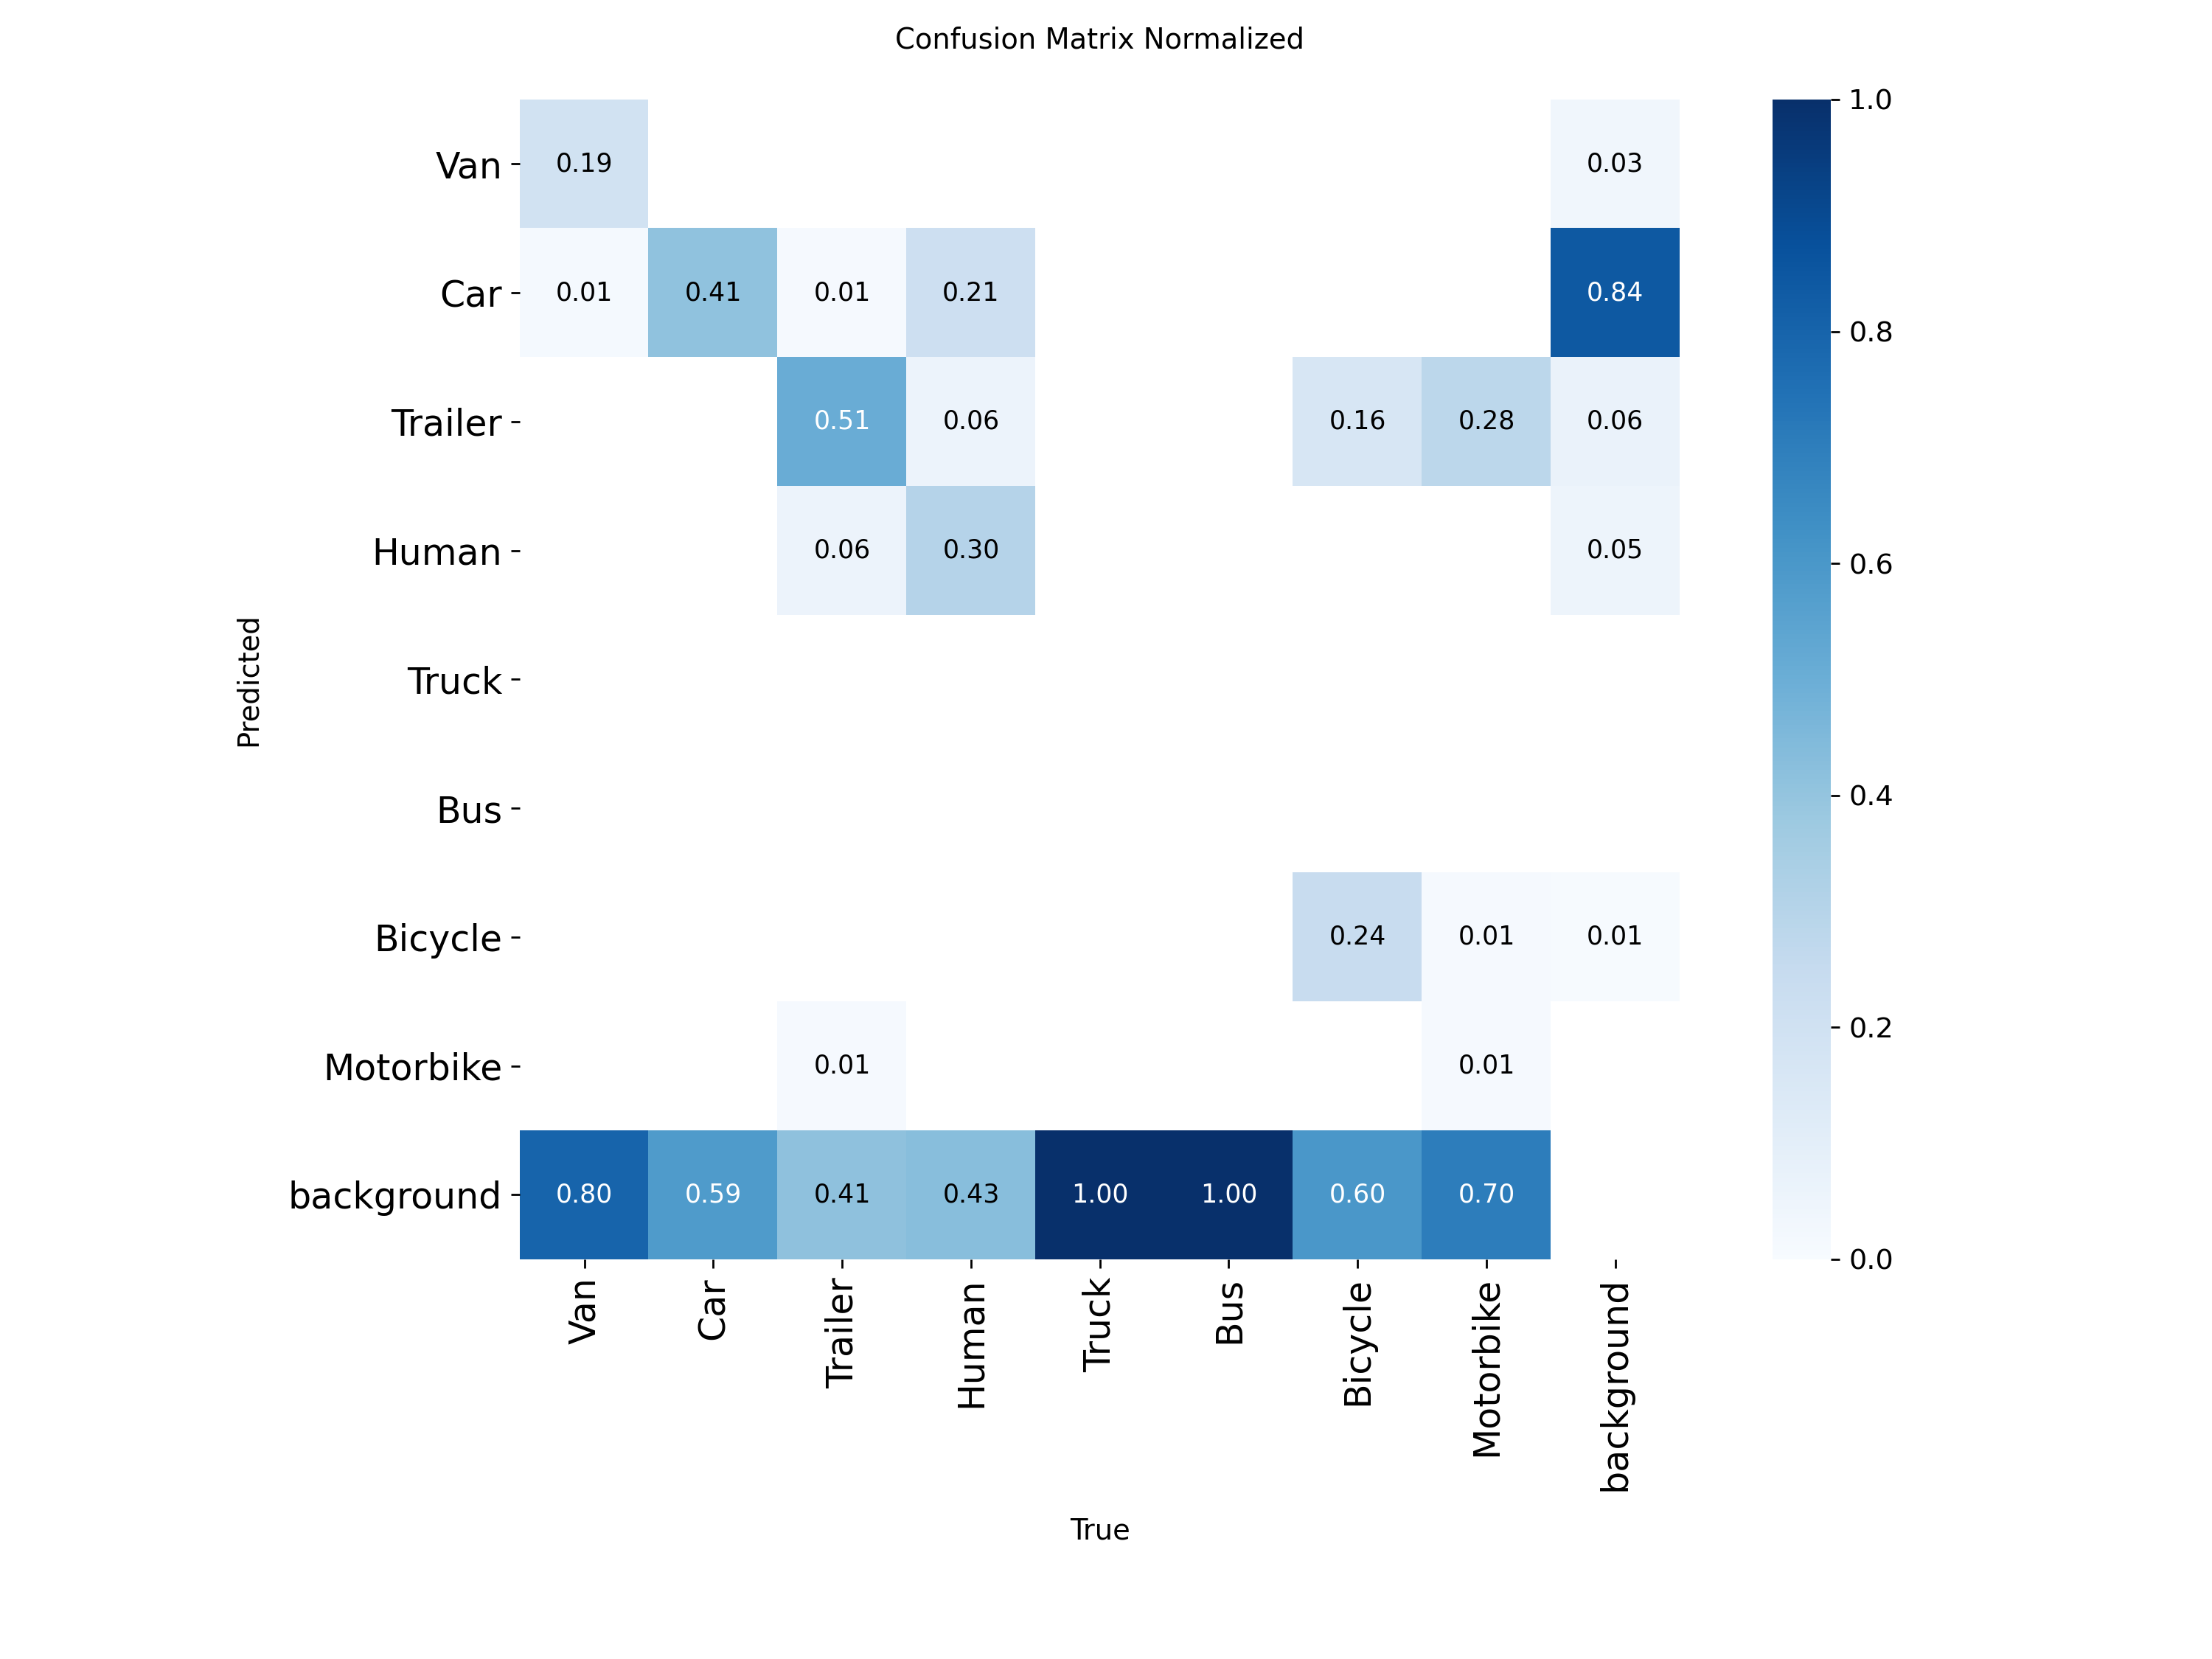 Confusion Matrix Normalized
Van 0.19 0.03
Car 0.01 0.41 0.01 0.21 0.84
Trailer 0.51 0.06 0.16 0.28 0.06
Human 0.06 0.30 0.05
Truck
Bus
Bicycle 0.24 0.01 0.01
Motorbike 0.01 0.01
background 0.80 0.59 0.41 0.43 1.00 1.00 0.60 0.70
Predicted
Van Car Trailer Human Truck Bus Bicycle Motorbike background
True
1.0
0.8
0.6
0.4
0.2
0.0